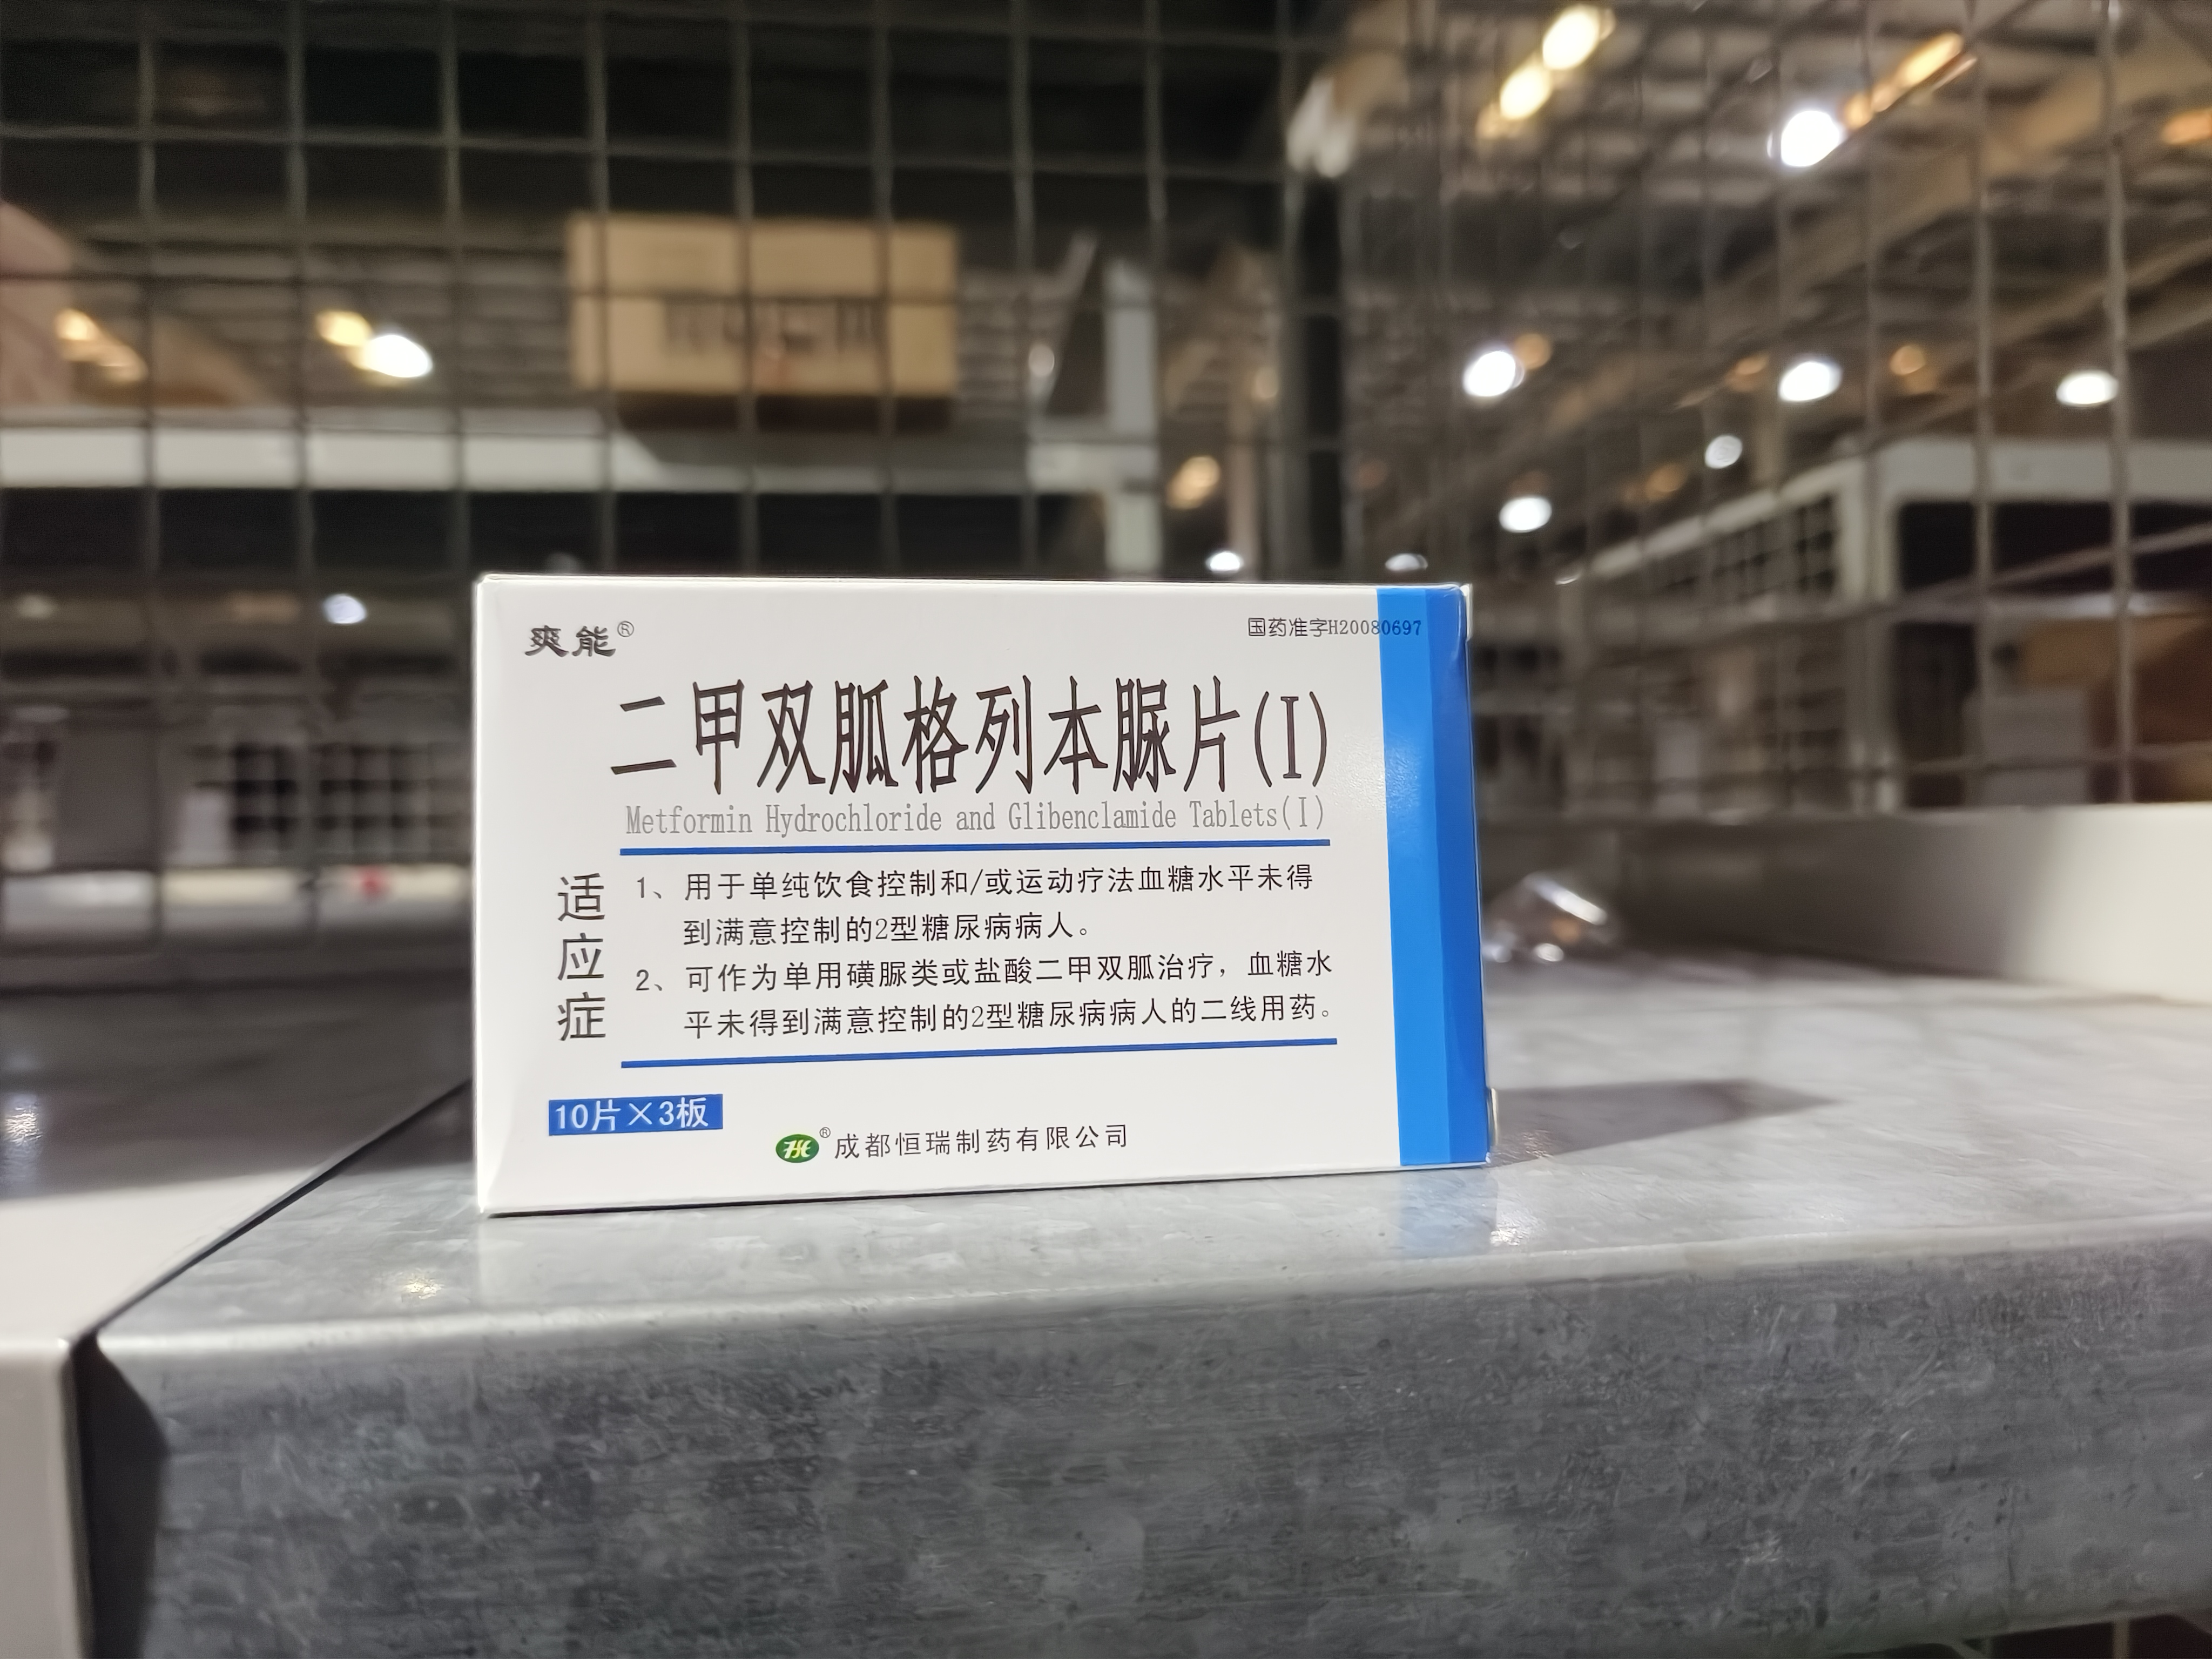 爽能®
国药准字H20080697
二甲双胍格列本脲片(I)
Metformin Hydrochloride and Glibenclamide Tablets(I)
适应症
1、用于单纯饮食控制和/或运动疗法血糖水平未得
到满意控制的2型糖尿病病人。
2、可作为单用磺脲类或盐酸二甲双胍治疗，血糖水
平未得到满意控制的2型糖尿病病人的二线用药。
10片×3板
®成都恒瑞制药有限公司